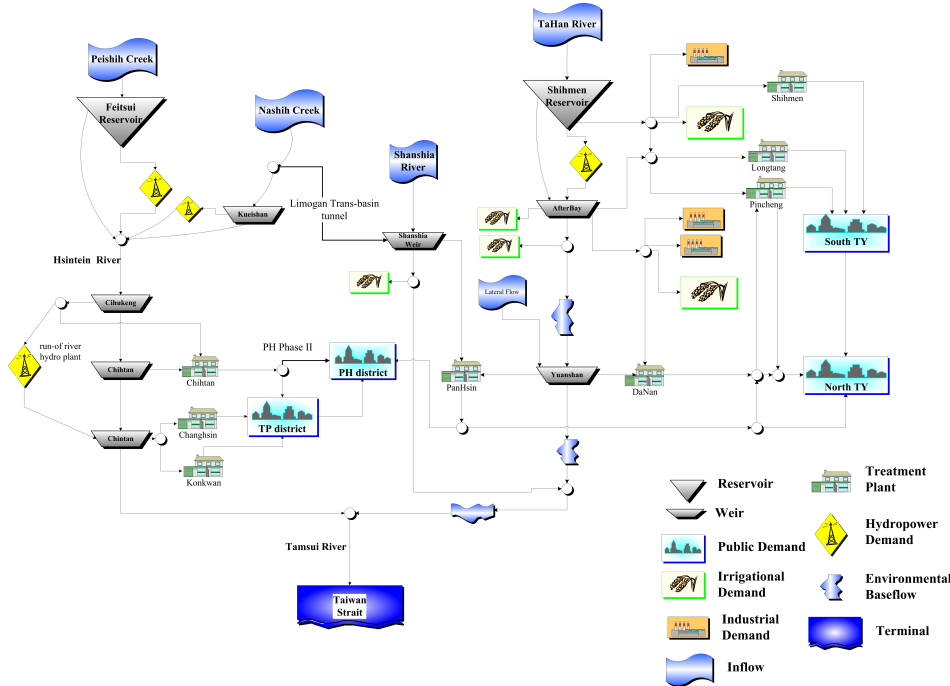 TaHan River
Peishih Creek
Feitsui
Reservoir
Nashih Creek
Shihmen
Reservoir
Shihmen
Shanshia
River
Longtang
Pincheng
Kueishan
Limogan Trans-basin
tunnel
AfterBay
Shanshia
Weir
South TY
Hsintein River
Lateral Flow
Cihukeng
run-of river
hydro plant
PH Phase II
Chihtan
Chihtan
PH district
PanHsin
Yuanshan
DaNan
North TY
Changhsin
TP district
Chintan
Konkwan
Tamsui River
Taiwan
Strait
Reservoir
Weir
Public Demand
Irrigational
Demand
Industrial
Demand
Inflow
Treatment
Plant
Hydropower
Demand
Environmental
Baseflow
Terminal